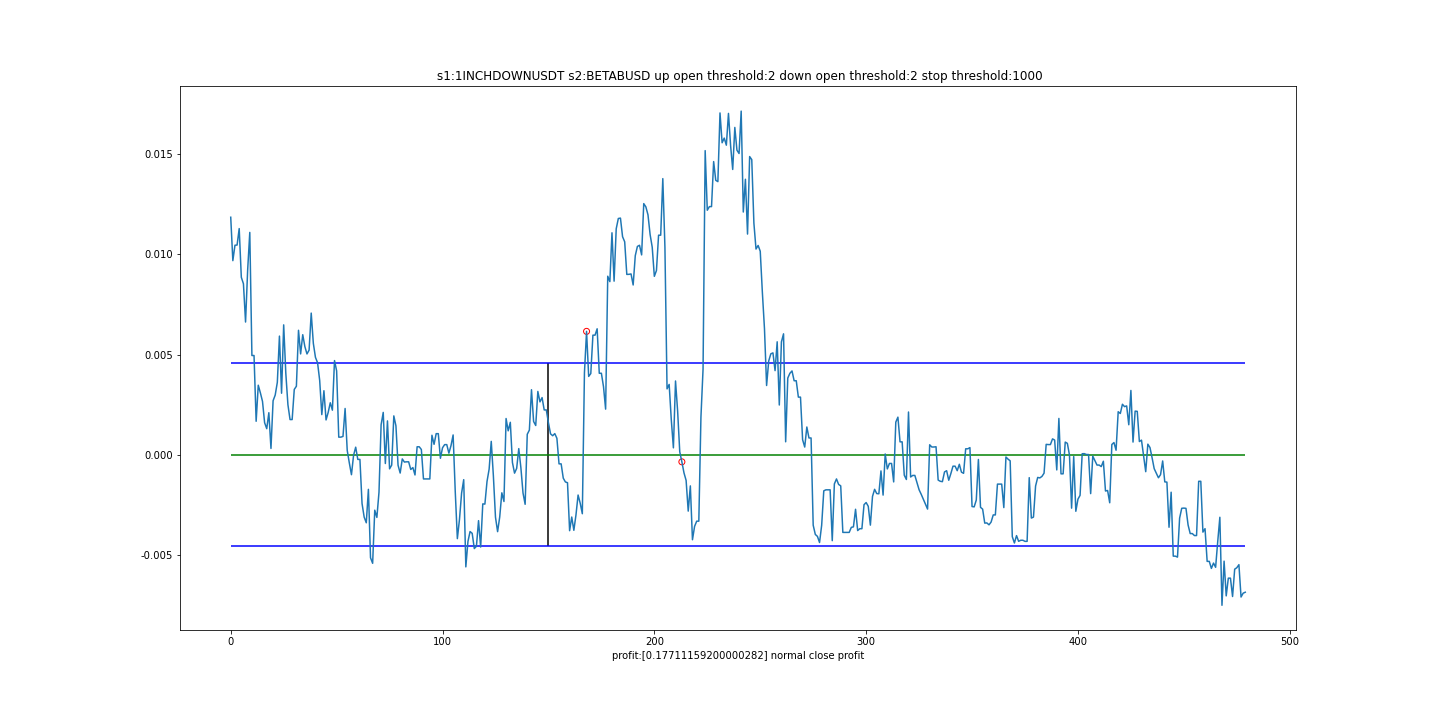 s1:1INCHDOWNUSDT s2:BETABUSD up open threshold:2 down open threshold:2 stop threshold:1000
0.015
0.010
0.005
0.000
-0.005
0 100 200 300 400 500
profit:[0.17711159200000282] normal close profit